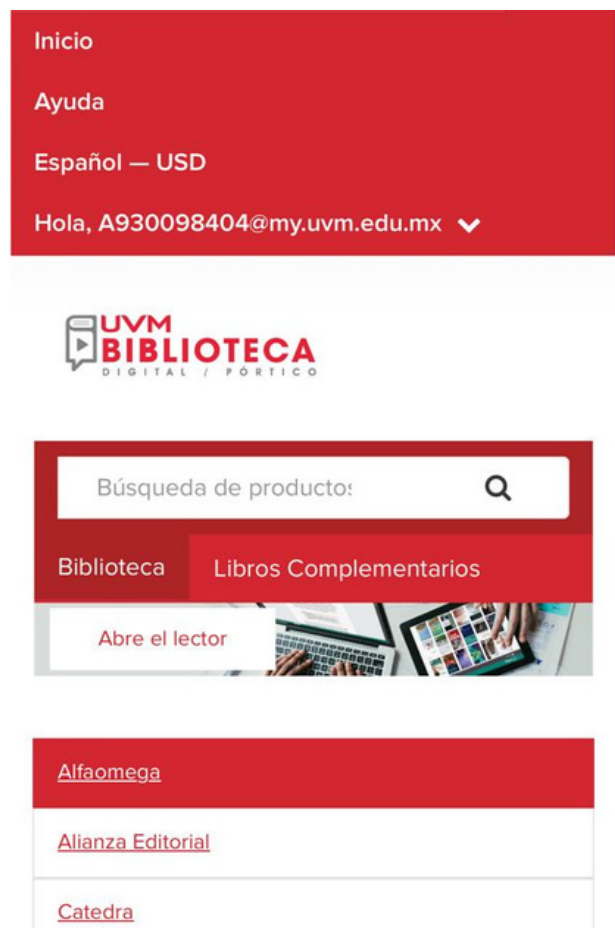 Inicio
Ayuda
Español — USD
Hola, A930098404@my.uvm.edu.mx
UVM
BIBLIOTECA
DIGITAL / PÓRTICO
Búsqueda de productos
Biblioteca Libros Complementarios
Abre el lector
Alfaomega
Alianza Editorial
Catedra